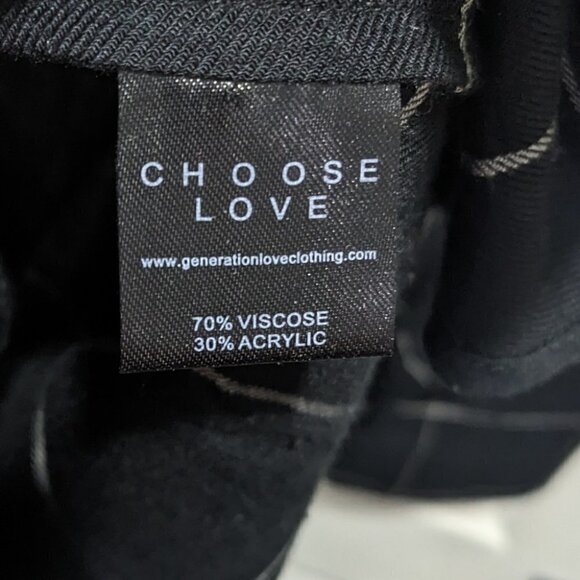 CHOOSE
LOVE
www.generationloveclothing.com
70% VISCOSE
30% ACRYLIC